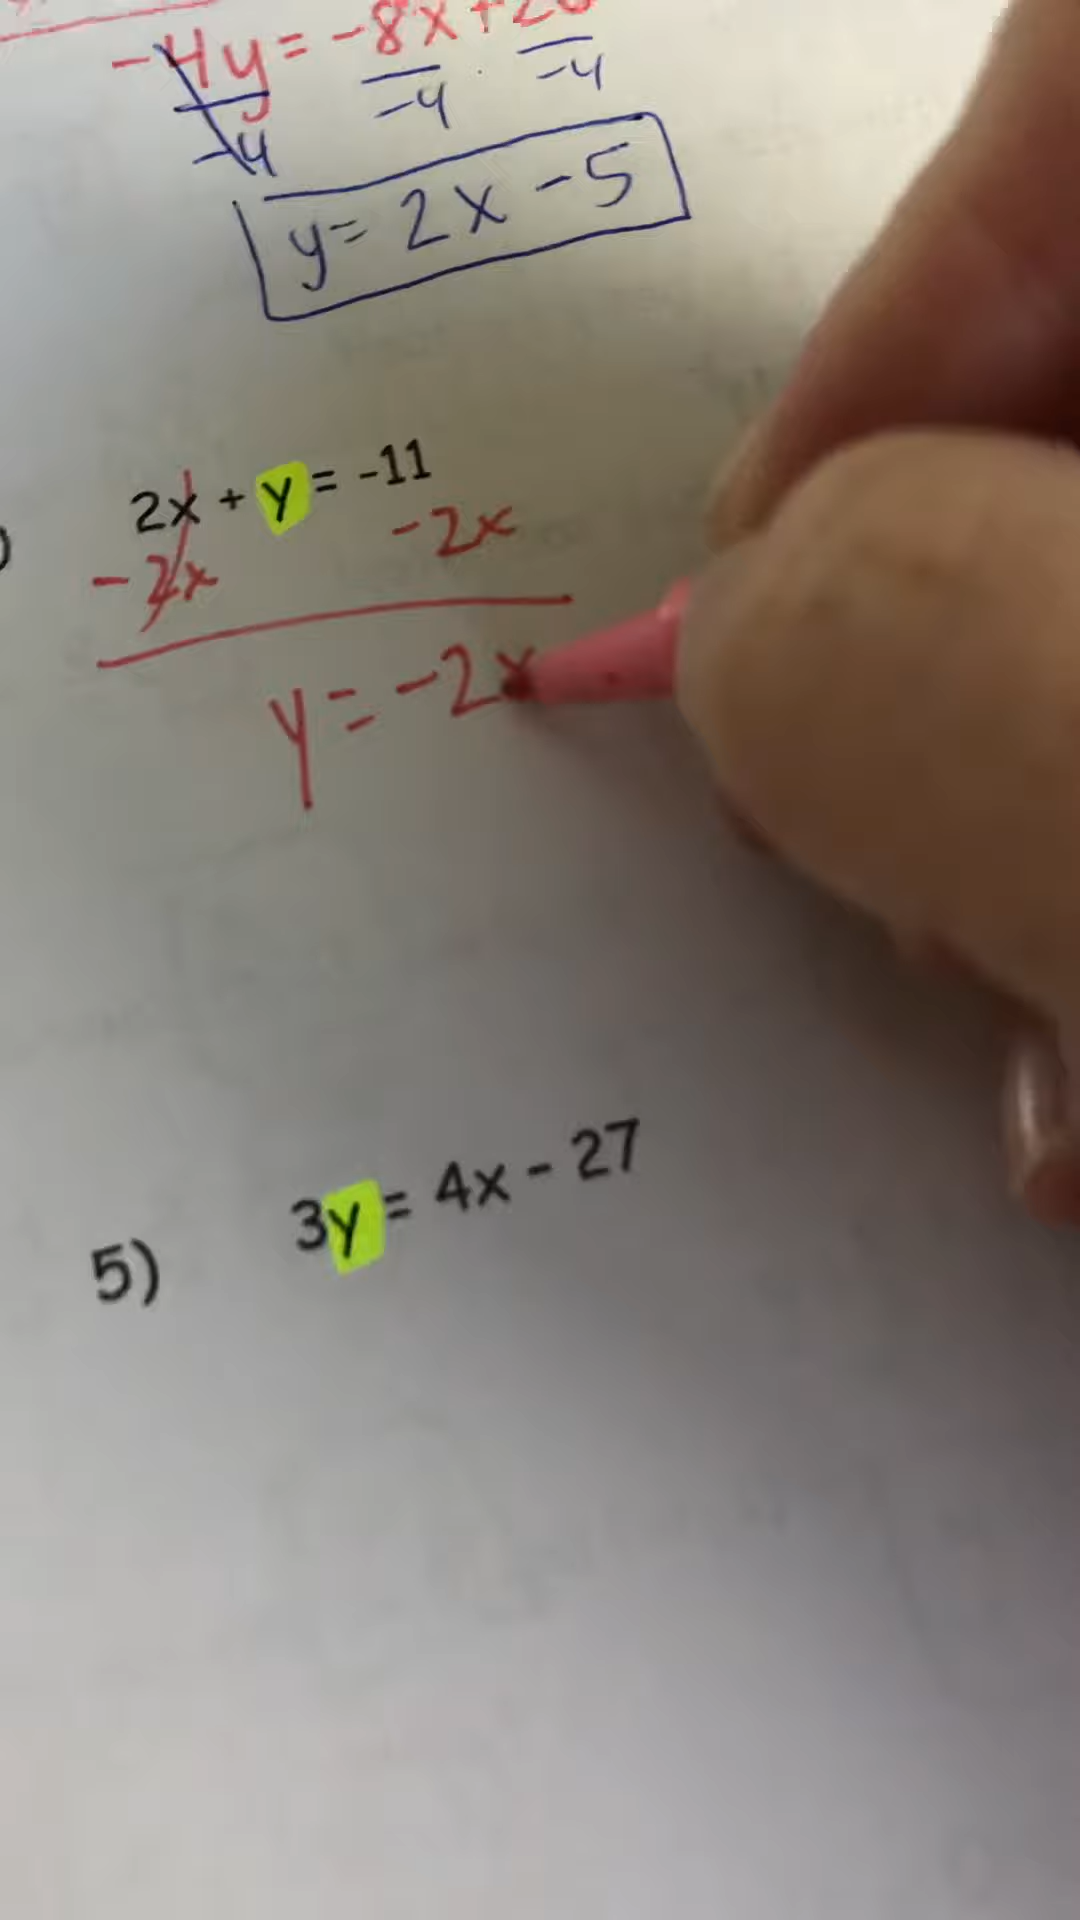 -4y = -8x + 20
-4 -4 -4
y = 2x - 5
2x + y = -11
- 2x - 2x
y = -2x
5) 3y = 4x - 27